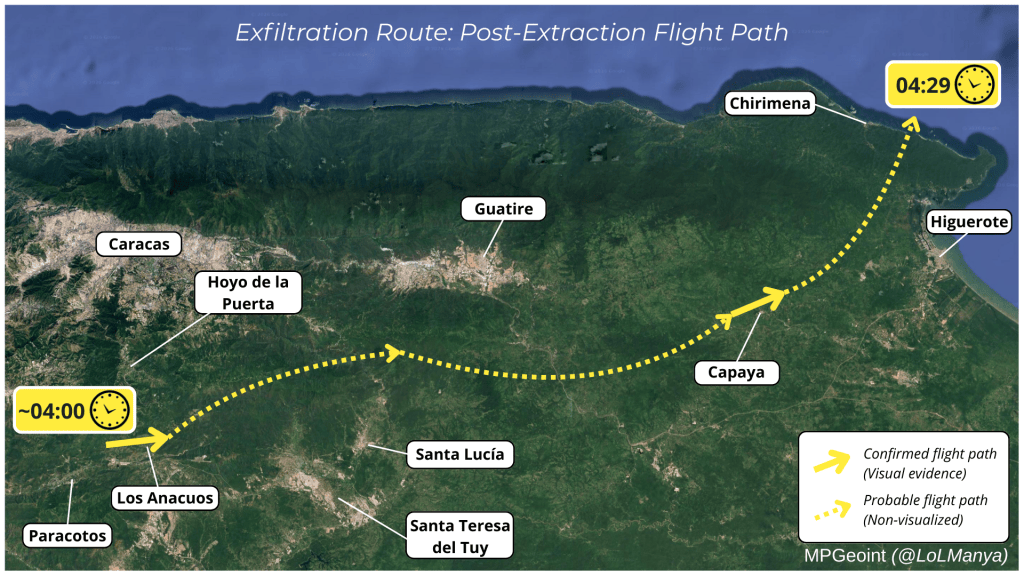 Exfiltration Route: Post-Extraction Flight Path
04:29
Chirimena
Guatire
Higuerote
Caracas
Hoyo de la
Puerta
Capaya
~04:00
Santa Lucía
Los Anacuos
Santa Teresa
del Tuy
Paracotos
Confirmed flight path
(Visual evidence)
Probable flight path
(Non-visualized)
MPGeoint (@LoLManya)